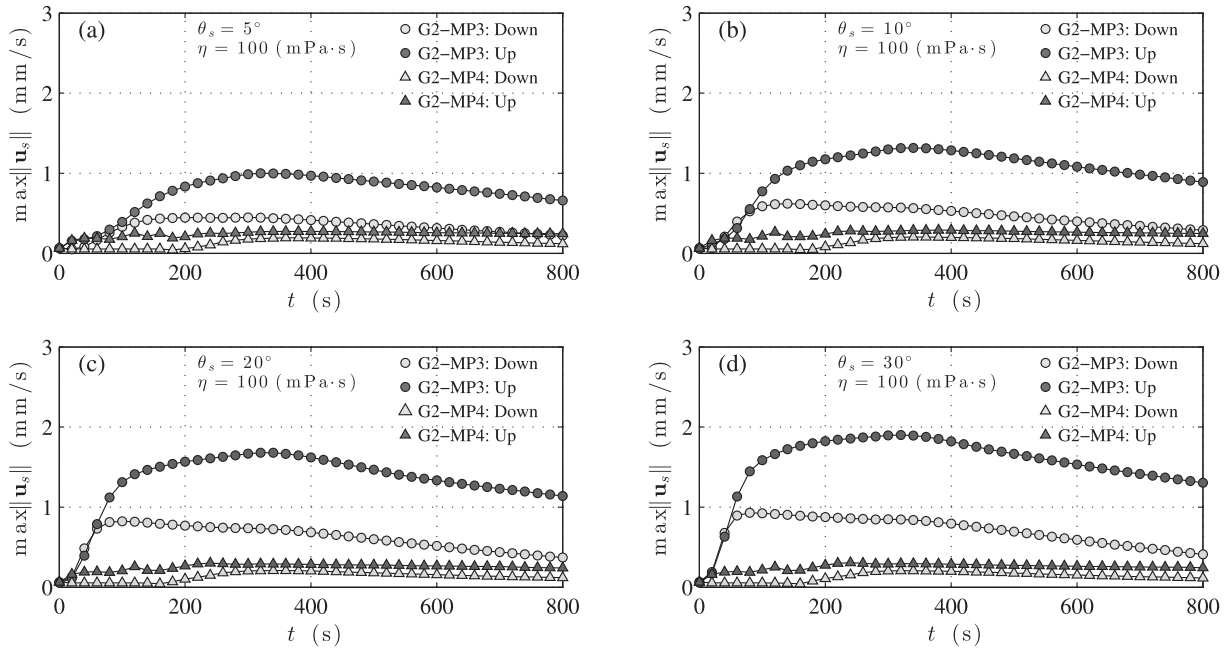 (a)
θₛ = 5°
η = 100 (mPa·s)
G2−MP3: Down
G2−MP3: Up
G2−MP4: Down
G2−MP4: Up
max‖uₛ‖ (mm/s)
3
2
1
0
0 200 400 600 800
t (s)
(b)
θₛ = 10°
η = 100 (mPa·s)
G2−MP3: Down
G2−MP3: Up
G2−MP4: Down
G2−MP4: Up
max‖uₛ‖ (mm/s)
3
2
1
0
0 200 400 600 800
t (s)
(c)
θₛ = 20°
η = 100 (mPa·s)
G2−MP3: Down
G2−MP3: Up
G2−MP4: Down
G2−MP4: Up
max‖uₛ‖ (mm/s)
3
2
1
0
0 200 400 600 800
t (s)
(d)
θₛ = 30°
η = 100 (mPa·s)
G2−MP3: Down
G2−MP3: Up
G2−MP4: Down
G2−MP4: Up
max‖uₛ‖ (mm/s)
3
2
1
0
0 200 400 600 800
t (s)